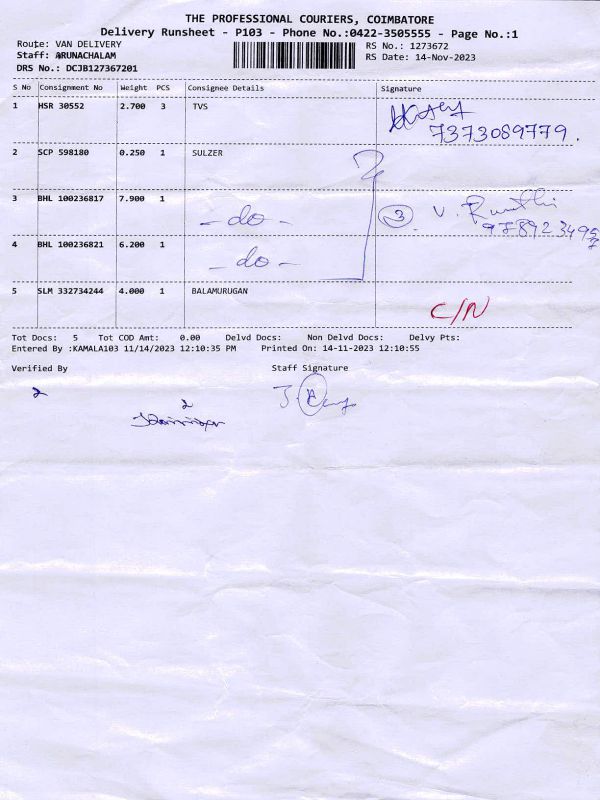 THE PROFESSIONAL COURIERS, COIMBATORE
Delivery Runsheet - P103 - Phone No.:0422-3505555 - Page No.:1
Route: VAN DELIVERY RS No.: 1273672
Staff: ARUNACHALAM RS Date: 14-Nov-2023
DRS No.: DCJB127367201
S No Consignment No Weight PCS Consignee Details Signature
1 HSR 30552 2.700 3 TVS
7373089779.
2 SCP 598180 0.250 1 SULZER
3 BHL 100236817 7.900 1 -do- 3 V.
4 BHL 100236821 6.200 1 -do-
5 SLM 332734244 4.000 1 BALAMURUGAN C/N
Tot Docs: 5 Tot COD Amt: 0.00 Delvd Docs: Non Delvd Docs: Delvy Pts:
Entered By :KAMALA103 11/14/2023 12:10:35 PM Printed On: 14-11-2023 12:10:55
Verified By Staff Signature
2
2